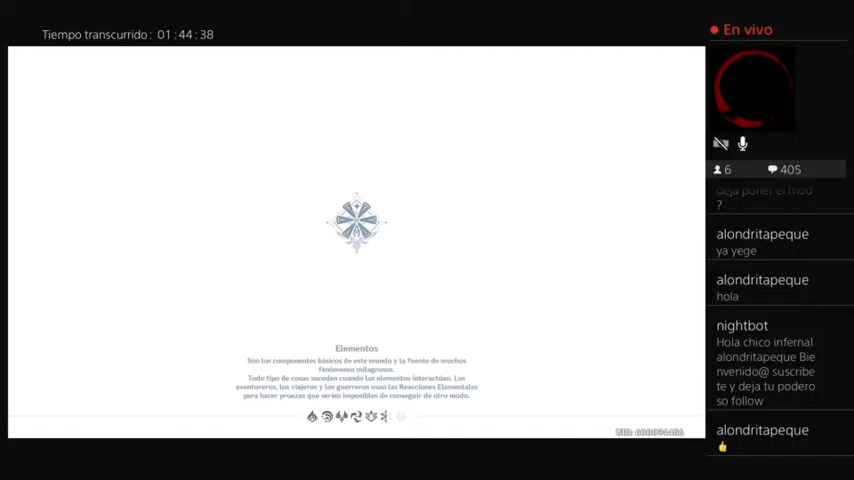 Tiempo transcurrido: 01:44:38
En vivo
6
405
deja poner el mod
?
alondritapeque
ya yege
alondritapeque
hola
nightbot
Hola chico infernal
alondritapeque Bie
nvenido@ suscribe
te y deja tu podero
so follow
alondritapeque
Elementos
Son los componentes básicos de este mundo y la fuente de muchos
fenómenos milagrosos.
Todo tipo de cosas suceden cuando los elementos interactúan. Los
aventureros, los viajeros y los guerreros usan las Reacciones Elementales
para hacer proezas que serían imposibles de conseguir de otro modo.
UID: 600094456